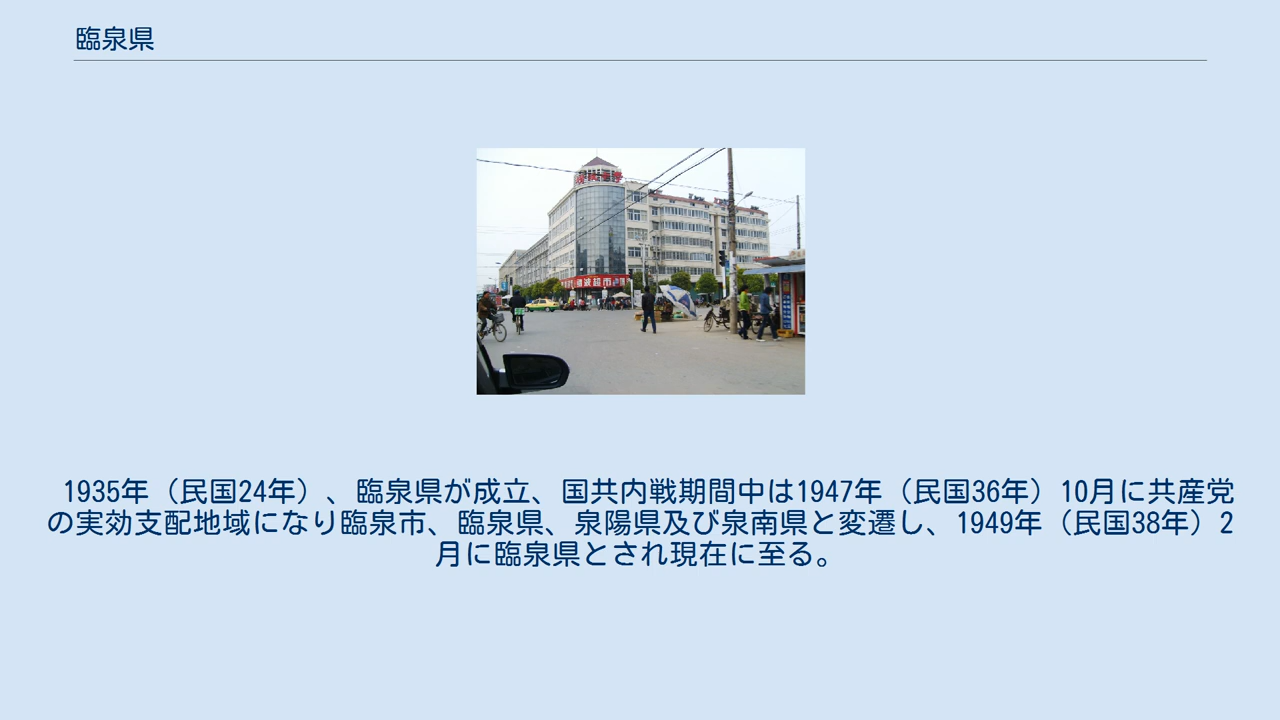 臨泉県
超市
1935年（民国24年）、臨泉県が成立、国共内戦期間中は1947年（民国36年）10月に共産党
の実効支配地域になり臨泉市、臨泉県、泉陽県及び泉南県と変遷し、1949年（民国38年）2
月に臨泉県とされ現在に至る。